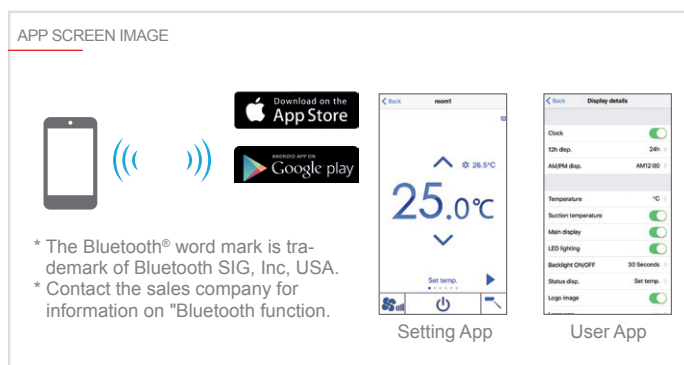 APP SCREEN IMAGE
Download on the
App Store
ANDROID APP ON
Google play
* The Bluetooth® word mark is tra-
demark of Bluetooth SIG, Inc, USA.
* Contact the sales company for
information on "Bluetooth function.
Back room1
26.5°C
25.0°C
Set temp.
Setting App
Back Display details
Clock
12h disp. 24h
AM/PM disp. AM12:00
Temperature °C
Suction temperature
Main display
LED lighting
Backlight ON/OFF 30 Seconds
Status disp. Set temp.
Logo image
User App